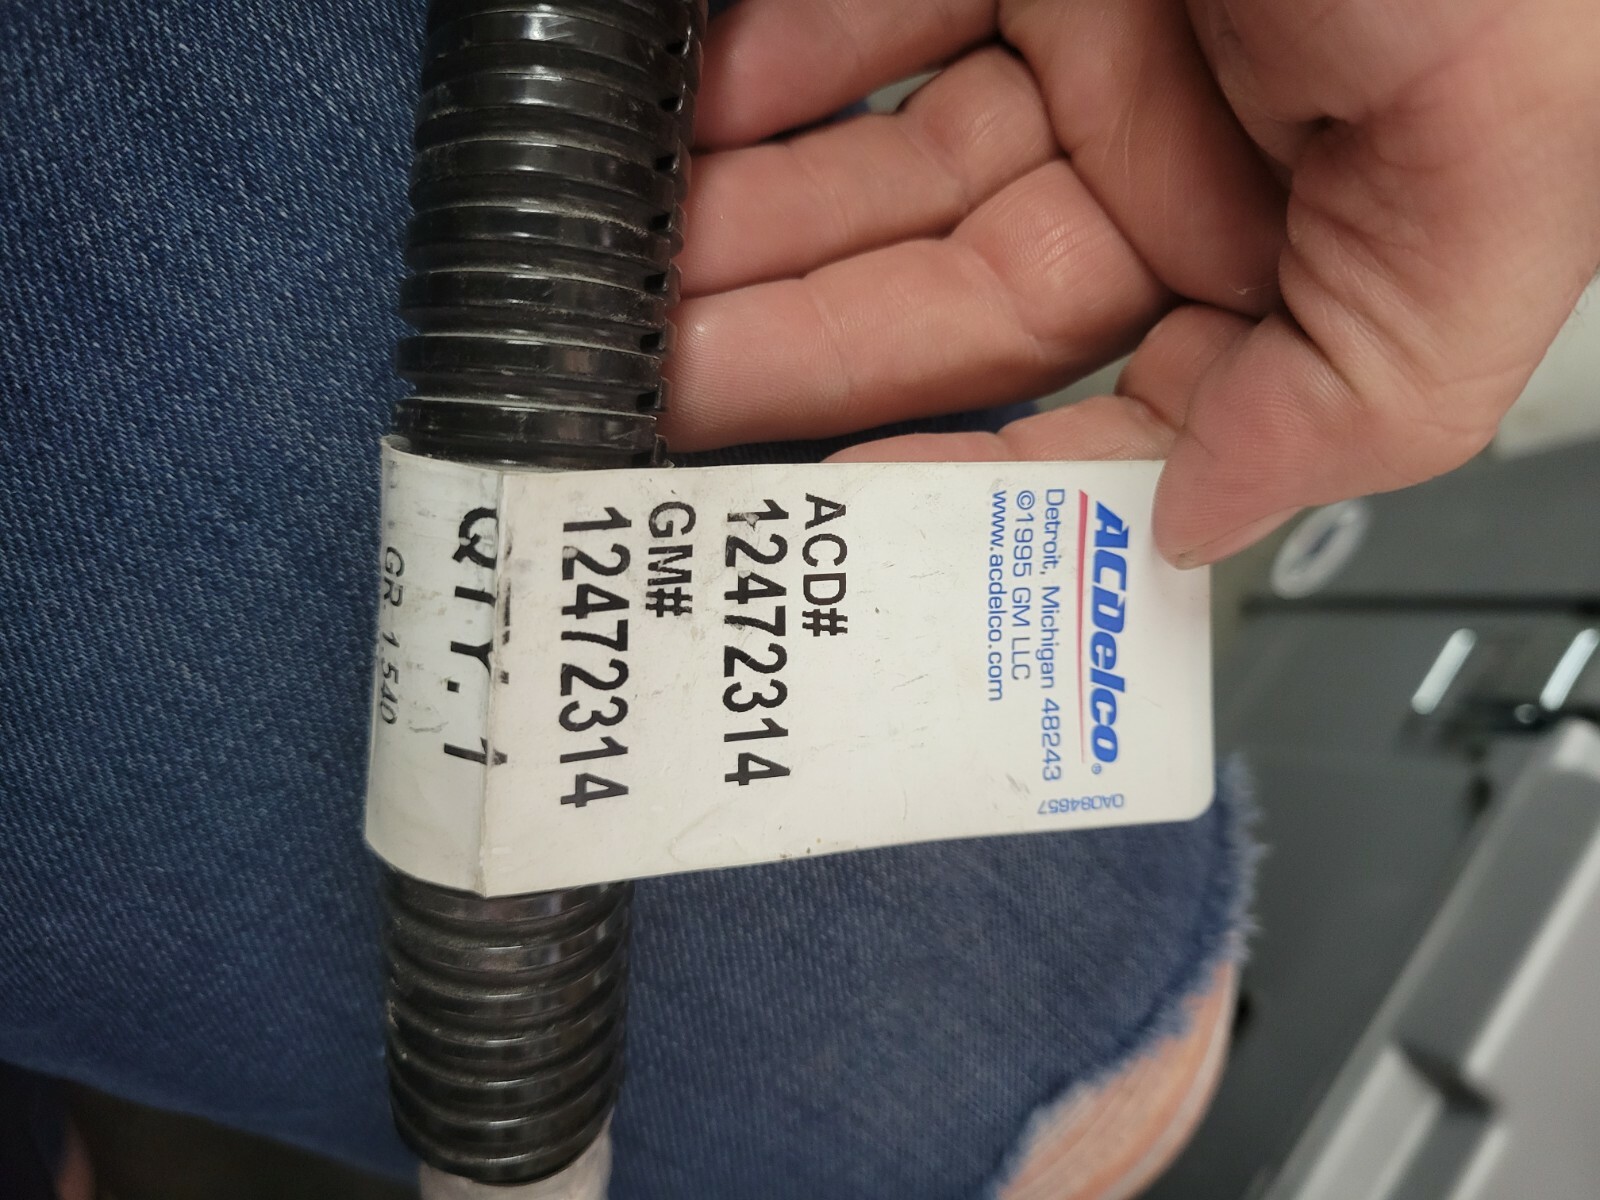 ACDelco®
Detroit, Michigan 48243
©1995 GM LLC
www.acdelco.com
0A084657
ACD#
12472314
GM#
12472314
QTY. 1
GR 1.540